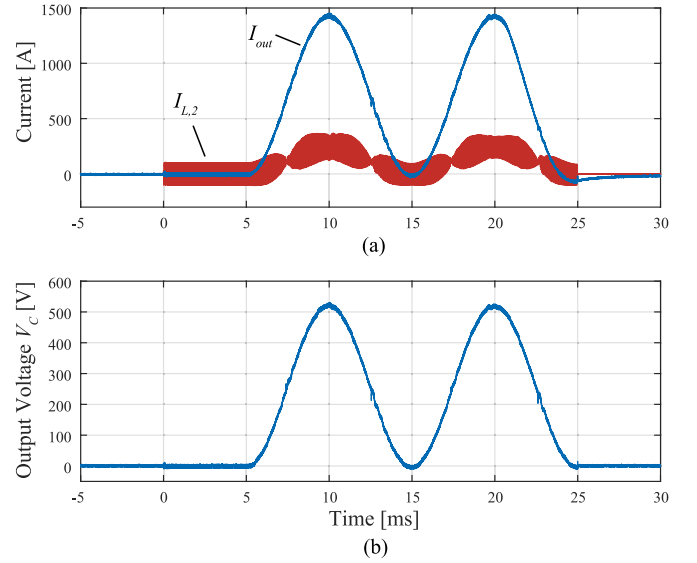 1500
1000
500
0
Current [A]
I_out
I_L,2
-5 0 5 10 15 20 25 30
(a)
600
500
400
300
200
100
0
Output Voltage V_C [V]
-5 0 5 10 15 20 25 30
Time [ms]
(b)